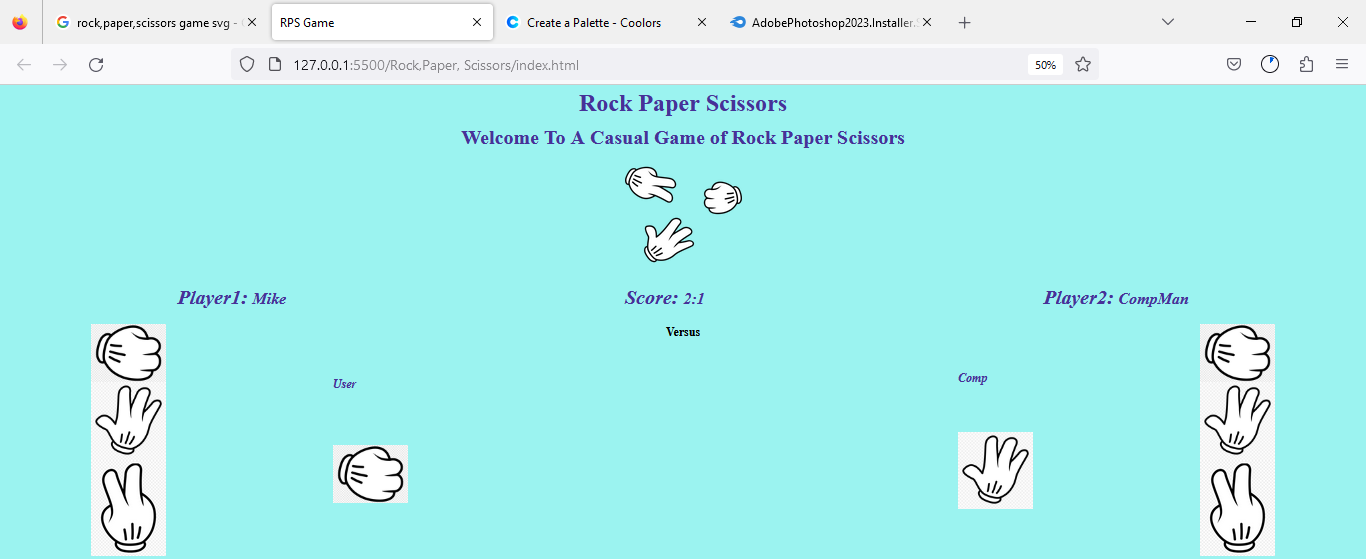 rock,paper,scissors game svg -
RPS Game
Create a Palette - Coolors
AdobePhotoshop2023.Installer.
127.0.0.1:5500/Rock,Paper, Scissors/index.html
50%
Rock Paper Scissors
Welcome To A Casual Game of Rock Paper Scissors
Player1: Mike
Score: 2:1
Player2: CompMan
Versus
User
Comp